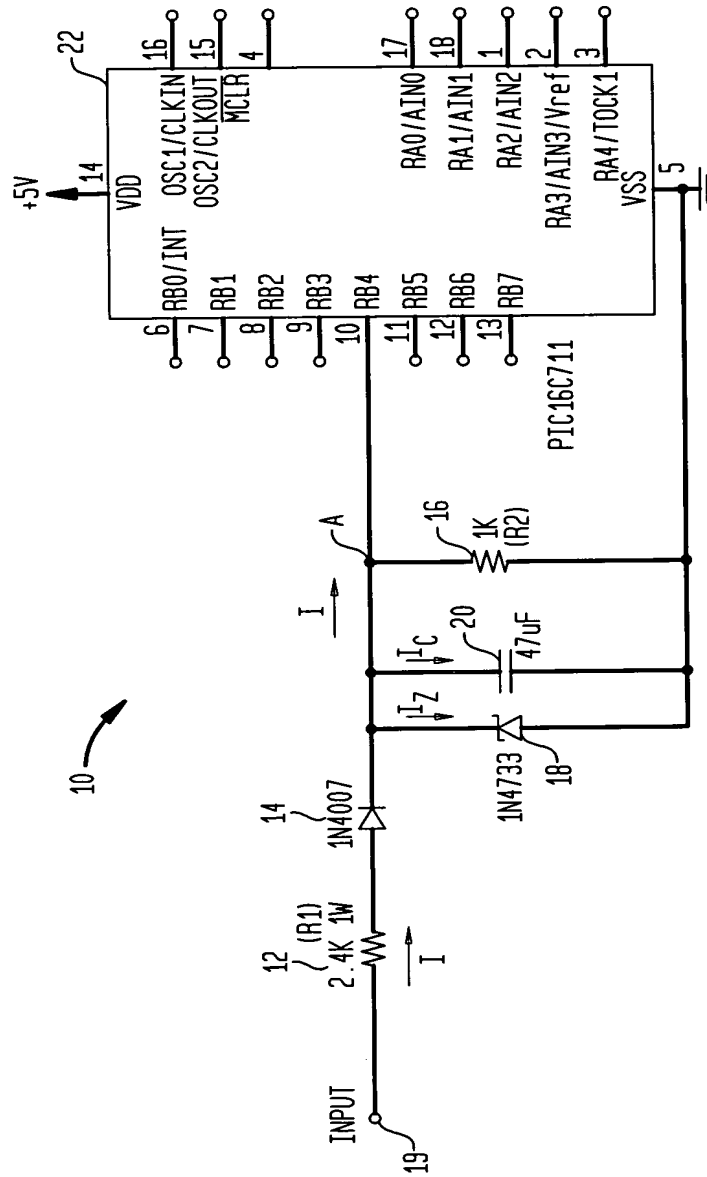 10
INPUT
19
12
(R1)
2.4K 1W
I
14
1N4007
IZ
IC
18
1N4733
20
47uF
I
A
16
1K
(R2)
22
+5V
14
VDD
6 RB0/INT
7 RB1
8 RB2
9 RB3
10 RB4
11 RB5
12 RB6
13 RB7
OSC1/CLKIN 16
OSC2/CLKOUT 15
MCLR 4
RA0/AIN0 17
RA1/AIN1 18
RA2/AIN2 1
RA3/AIN3/Vref 2
RA4/TOCK1 3
VSS
5
PIC16C711